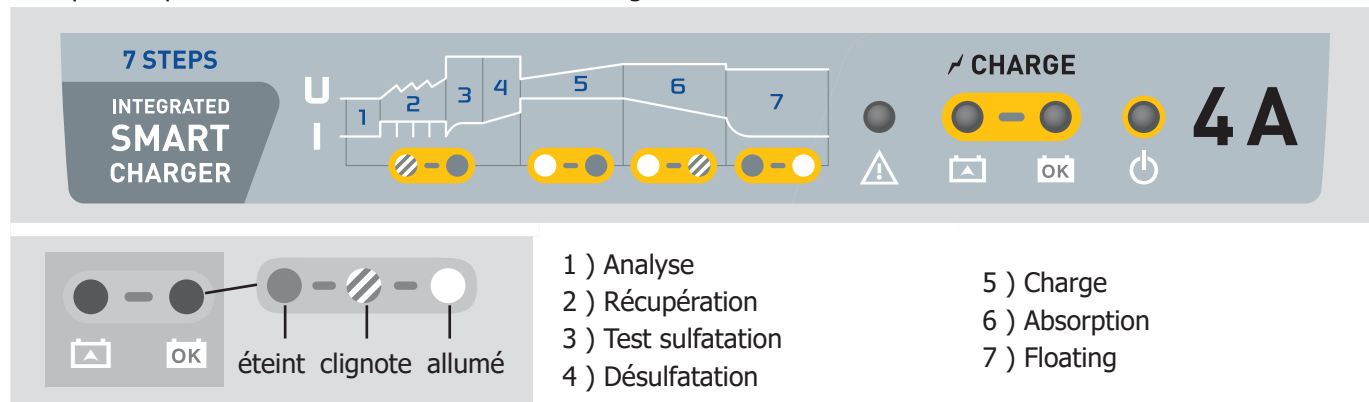 7 STEPS
INTEGRATED
SMART
CHARGER
U
I
1 2 3 4 5 6 7
CHARGE
OK
4 A
OK
éteint clignote allumé
1 ) Analyse
2 ) Récupération
3 ) Test sulfatation
4 ) Désulfatation
5 ) Charge
6 ) Absorption
7 ) Floating